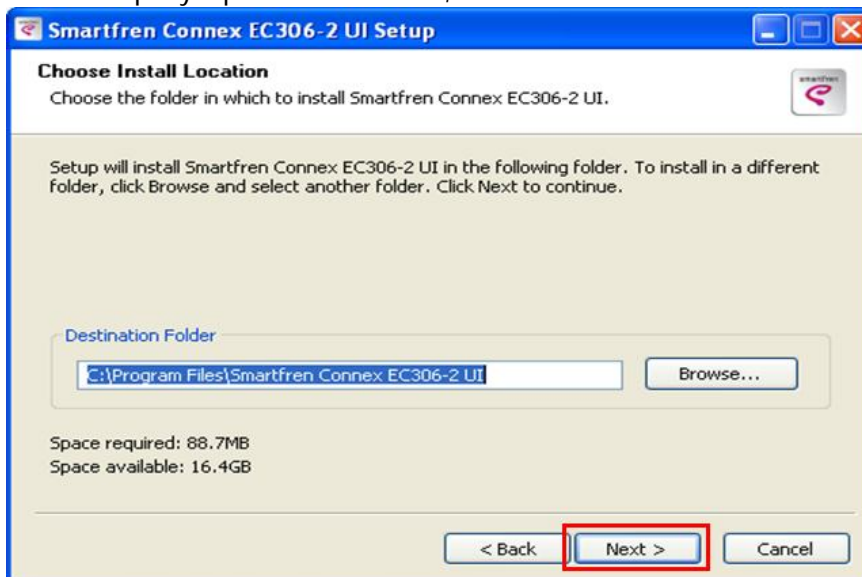 Smartfren Connex EC306-2 UI Setup
Choose Install Location
Choose the folder in which to install Smartfren Connex EC306-2 UI.
smartfren
Setup will install Smartfren Connex EC306-2 UI in the following folder. To install in a different
folder, click Browse and select another folder. Click Next to continue.
Destination Folder
C:\Program Files\Smartfren Connex EC306-2 UI
Browse...
Space required: 88.7MB
Space available: 16.4GB
< Back
Next >
Cancel